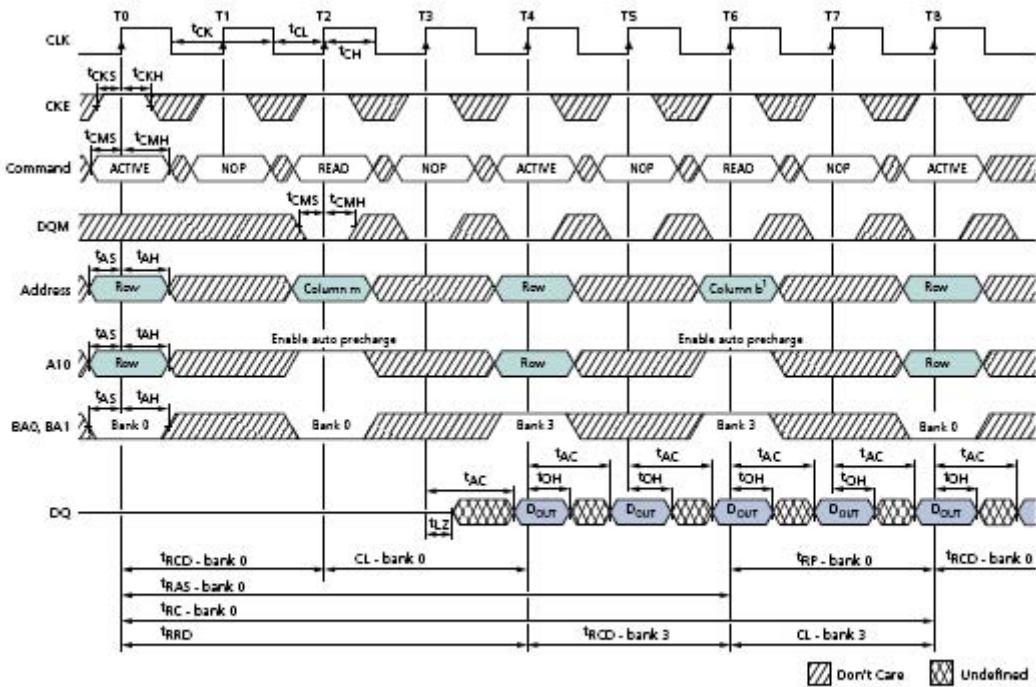 T0 T1 T2 T3 T4 T5 T6 T7 T8
CLK
tCK tCL
tCH
tCKS tCKH
CKE
tCMS tCMH
Command ACTIVE NOP READ NOP ACTIVE NOP READ NOP ACTIVE
tCMS tCMH
DQM
tAS tAH
Address Row Column m Row Column b1 Row
tAS tAH Enable auto precharge Enable auto precharge
A10 Row Row Row
tAS tAH
BA0, BA1 Bank 0 Bank 0 Bank 3 Bank 3 Bank 0
tAC tAC tAC tAC tAC tAC
tOH tOH tOH tOH tOH
DQ DOUT DOUT DOUT DOUT DOUT
tLZ
tRCD - bank 0 CL - bank 0 tRP - bank 0 tRCD - bank 0
tRAS - bank 0
tRC - bank 0
tRRD tRCD - bank 3 CL - bank 3
Don't Care Undefined